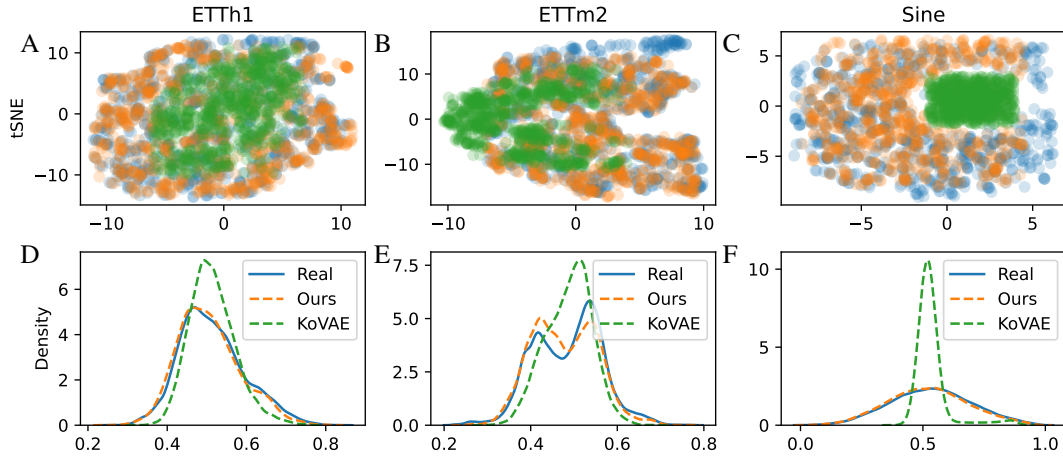 ETTh1
ETTm2
Sine
A
B
C
tSNE
10
0
−10
−10
0
10
10
0
−10
−10
0
10
5
0
−5
−5
0
5
D
E
F
Density
6
4
2
0
0.2
0.4
0.6
0.8
Real
Ours
KoVAE
7.5
5.0
2.5
0.0
0.2
0.4
0.6
0.8
Real
Ours
KoVAE
10
5
0
0.0
0.5
1.0
Real
Ours
KoVAE